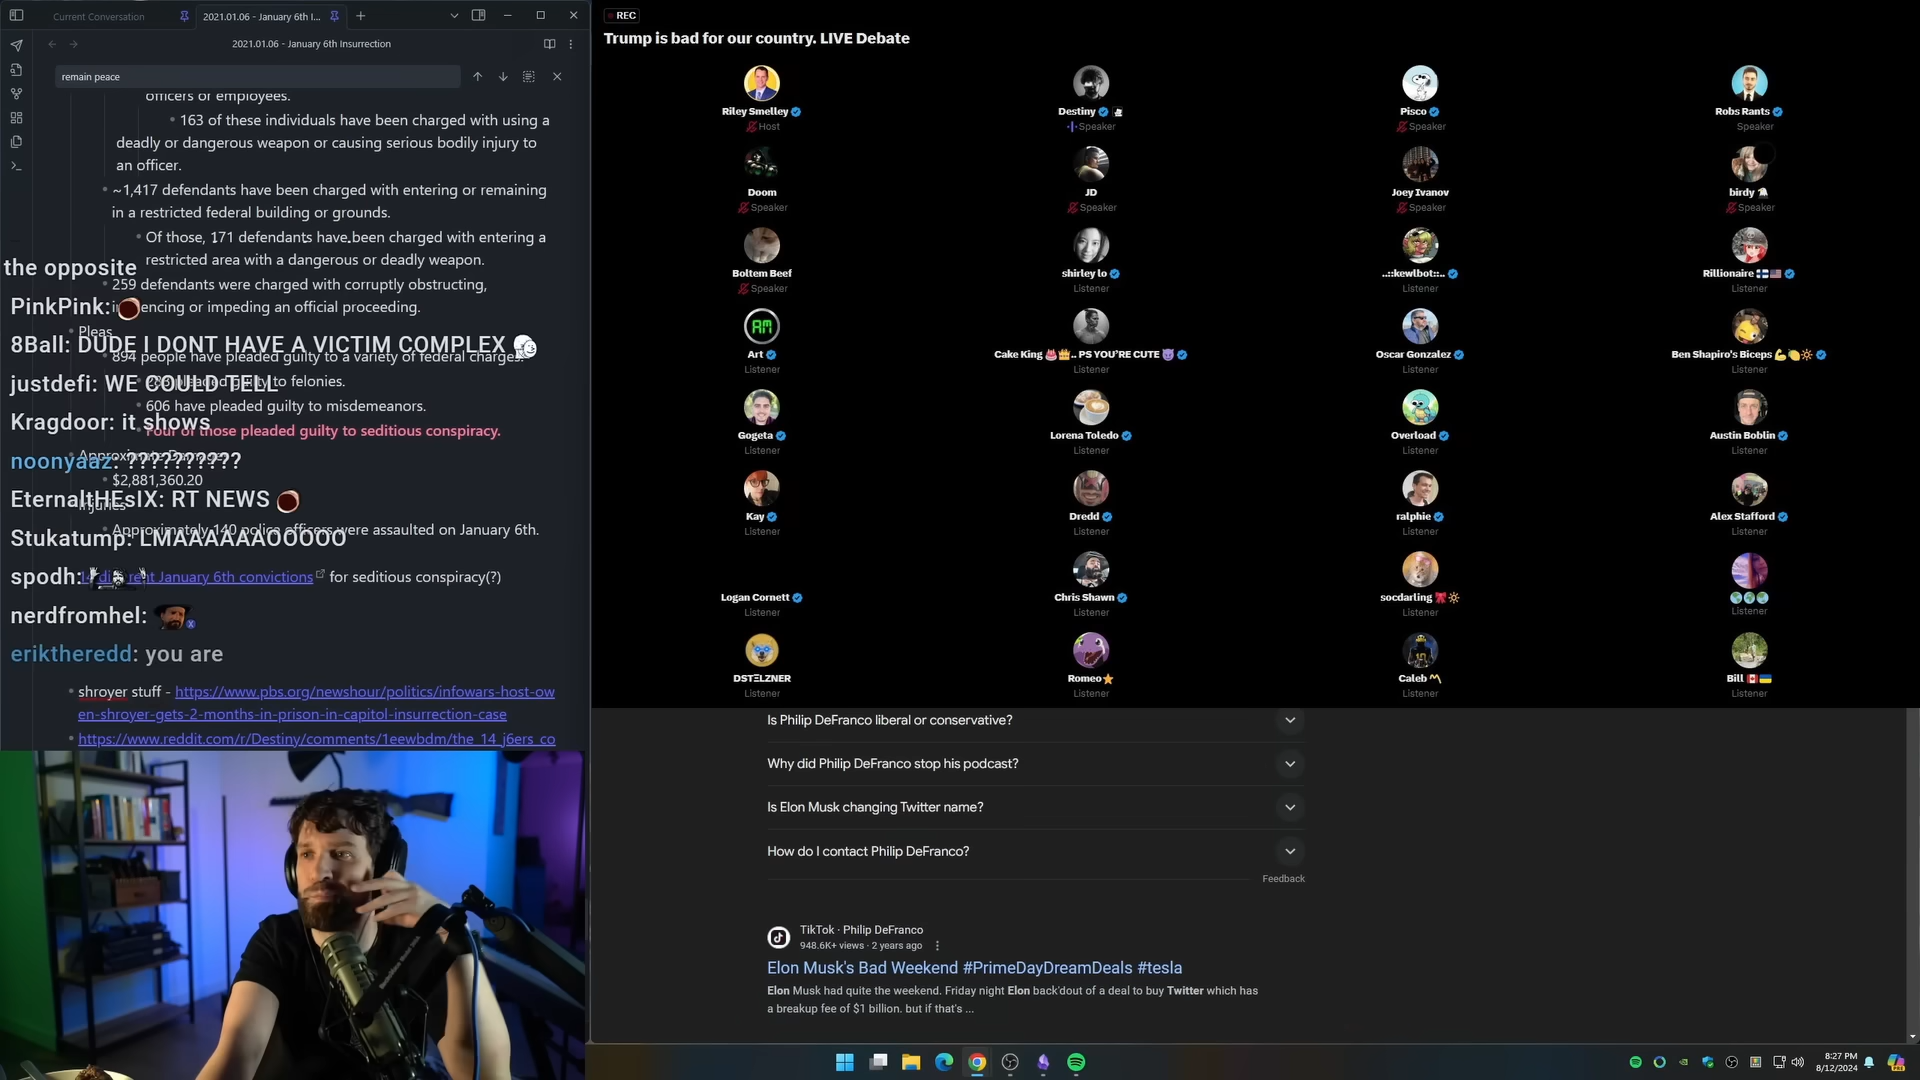 Current Conversation
2021.01.06 - January 6th I...
2021.01.06 - January 6th Insurrection
remain peace
officers or employees.
163 of these individuals have been charged with using a
deadly or dangerous weapon or causing serious bodily injury to
an officer.
~1,417 defendants have been charged with entering or remaining
in a restricted federal building or grounds.
Of those, 171 defendants have been charged with entering a
restricted area with a dangerous or deadly weapon.
259 defendants were charged with corruptly obstructing,
encing or impeding an official proceeding.
Pleas
894 people have pleaded guilty to a variety of federal charges.
pleaded guilty to felonies.
606 have pleaded guilty to misdemeanors.
Four of those pleaded guilty to seditious conspiracy.
Approximate Damages
$2,881,360.20
Injuries
Approximately 140 police officers were assaulted on January 6th.
January 6th convictions for seditious conspiracy(?)
shroyer stuff - https://www.pbs.org/newshour/politics/infowars-host-ow
en-shroyer-gets-2-months-in-prison-in-capitol-insurrection-case
https://www.reddit.com/r/Destiny/comments/1eewbdm/the_14_j6ers_co
the opposite
PinkPink:
8Ball: DUDE I DONT HAVE A VICTIM COMPLEX
justdefi: WE COULD TELL
Kragdoor: it shows
noonyaaz: ??????????
EternaltHEsIX: RT NEWS
Stukatump: LMAAAAAAOOOOO
spodh:
nerdfromhel:
eriktheredd: you are
REC
Trump is bad for our country. LIVE Debate
Riley Smelley
Host
Destiny
Speaker
Pisco
Speaker
Robs Rants
Speaker
Doom
Speaker
JD
Speaker
Joey Ivanov
Speaker
birdy
Speaker
Boltem Beef
Speaker
shirley lo
Listener
..::kewlbot::..
Listener
Rillionaire
Listener
AM
Art
Listener
Cake King .. PS YOU'RE CUTE
Listener
Oscar Gonzalez
Listener
Ben Shapiro's Biceps
Listener
Gogeta
Listener
Lorena Toledo
Listener
Overload
Listener
Austin Boblin
Listener
Kay
Listener
Dredd
Listener
ralphie
Listener
Alex Stafford
Listener
Logan Cornett
Listener
Chris Shawn
Listener
socdarling
Listener
Listener
DSTΞLZNER
Listener
Romeo
Listener
Caleb
Listener
Bill
Listener
Is Philip DeFranco liberal or conservative?
Why did Philip DeFranco stop his podcast?
Is Elon Musk changing Twitter name?
How do I contact Philip DeFranco?
Feedback
TikTok · Philip DeFranco
948.6K+ views · 2 years ago
Elon Musk's Bad Weekend #PrimeDayDreamDeals #tesla
Elon Musk had quite the weekend. Friday night Elon back'dout of a deal to buy Twitter which has
a breakup fee of $1 billion. but if that's ...
8:27 PM
8/12/2024